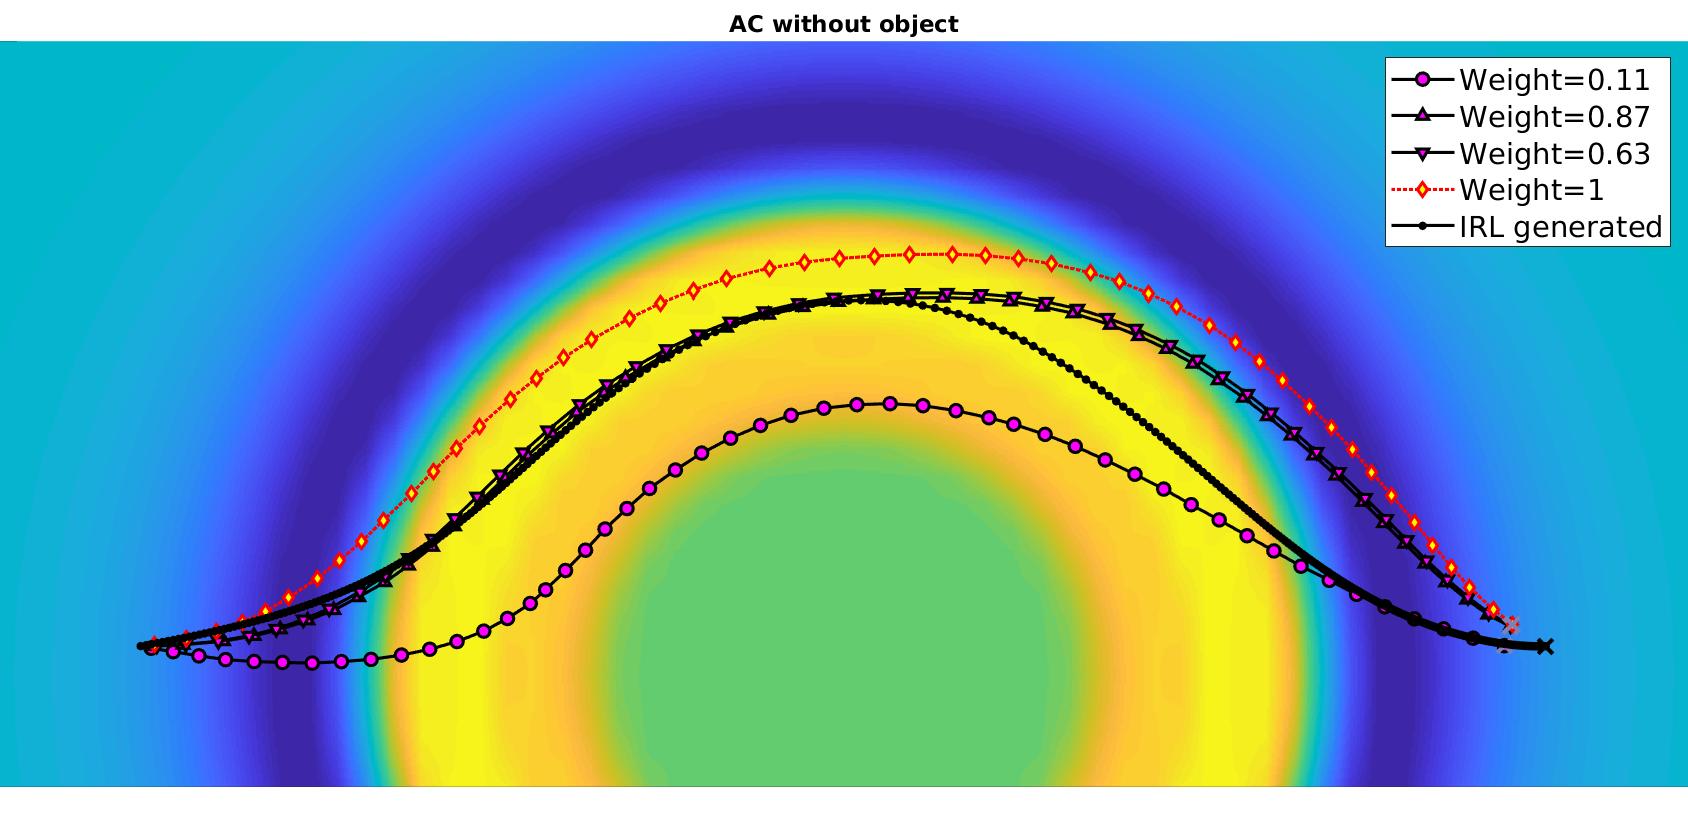 AC without object
Weight=0.11
Weight=0.87
Weight=0.63
Weight=1
IRL generated